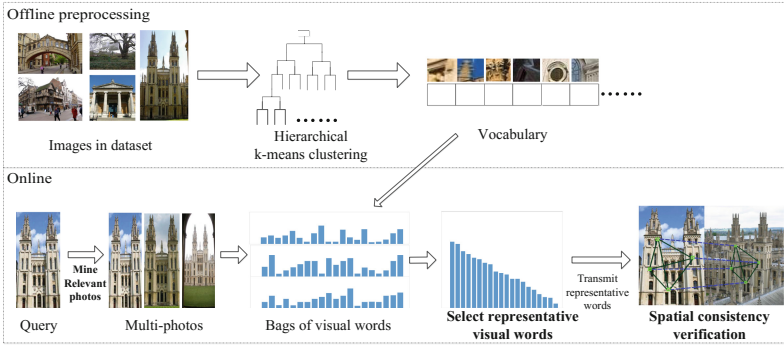 Offline preprocessing
Images in dataset
Hierarchical
k-means clustering
Vocabulary
Online
Mine
Relevant
photos
Transmit
representative
words
Query
Multi-photos
Bags of visual words
Select representative
visual words
Spatial consistency
verification